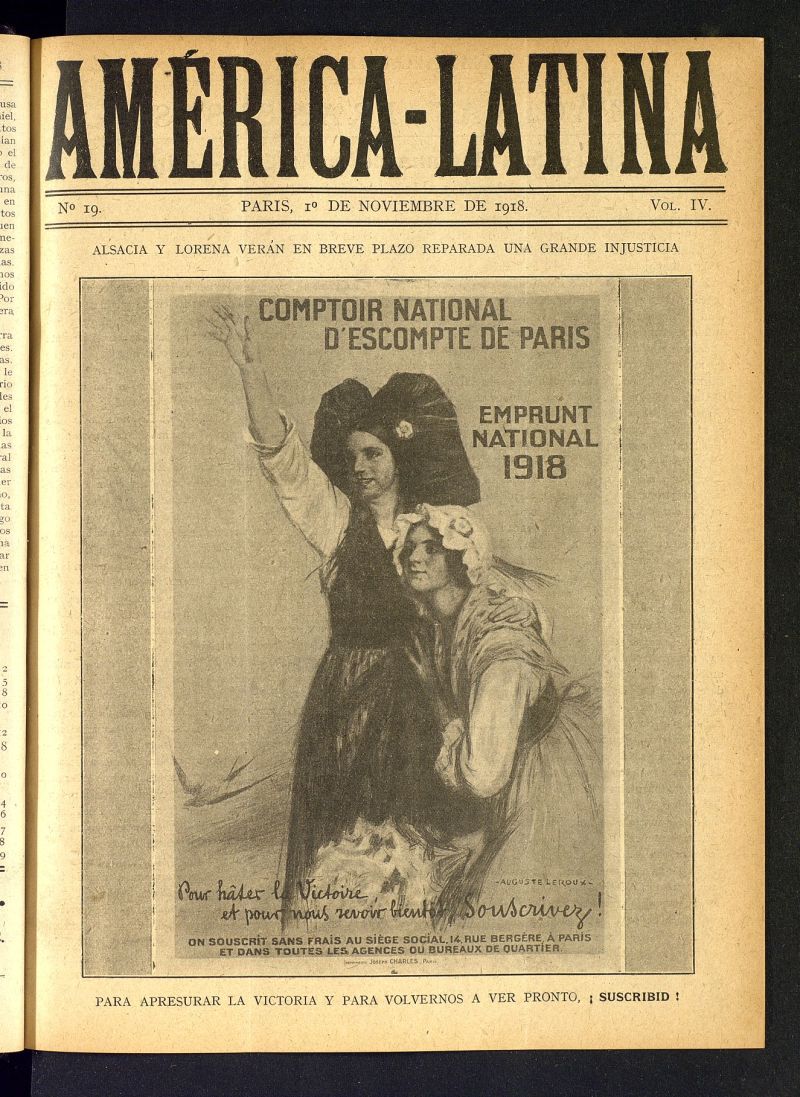 AMÉRICA-LATINA
Nº 19.
PARIS, 1º DE NOVIEMBRE DE 1918.
VOL. IV.
ALSACIA Y LORENA VERÁN EN BREVE PLAZO REPARADA UNA GRANDE INJUSTICIA
COMPTOIR NATIONAL
D'ESCOMPTE DE PARIS
EMPRUNT
NATIONAL
1918
-AUGUSTE LEROUX-
Pour hâter la Victoire
et pour nous revoir bientôt, Souscrivez!
ON SOUSCRIT SANS FRAIS AU SIÈGE SOCIAL, 14, RUE BERGÈRE, À PARIS
ET DANS TOUTES LES AGENCES OU BUREAUX DE QUARTIER.
JOSEPH CHARLES, PARIS.
PARA APRESURAR LA VICTORIA Y PARA VOLVERNOS A VER PRONTO, ¡ SUSCRIBID !